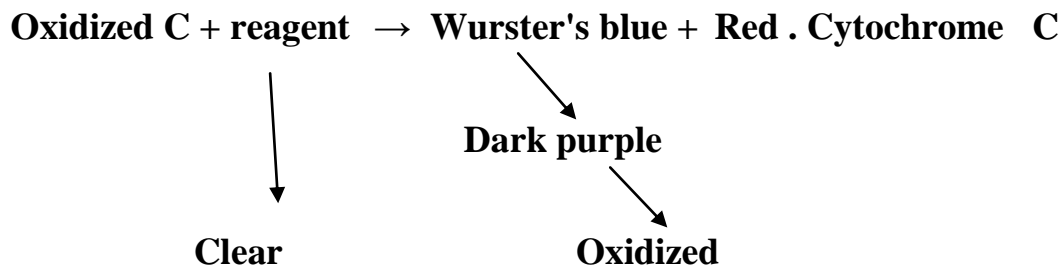 Oxidized C + reagent → Wurster's blue + Red . Cytochrome C
Dark purple
Clear Oxidized